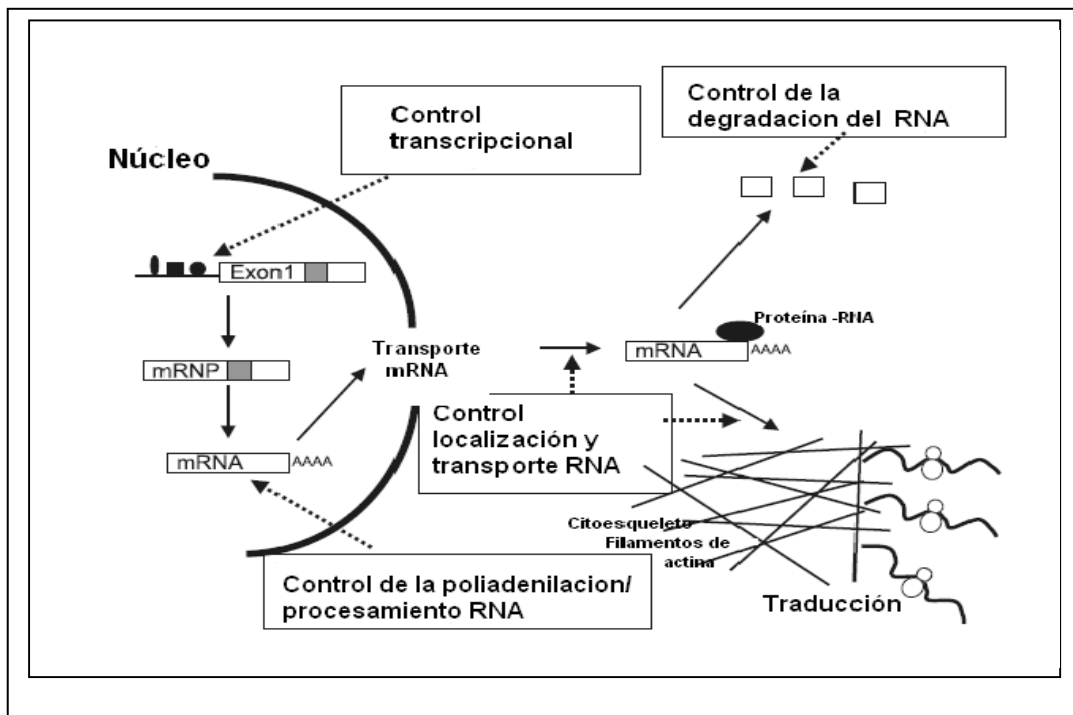 Control
transcripcional
Control de la
degradacion del RNA
Núcleo
Exon1
mRNP
mRNA
AAAA
Transporte
mRNA
Proteína -RNA
mRNA
AAAA
Control
localización y
transporte RNA
Citoesqueleto
Filamentos de
actina
Control de la poliadenilacion/
procesamiento RNA
Traducción